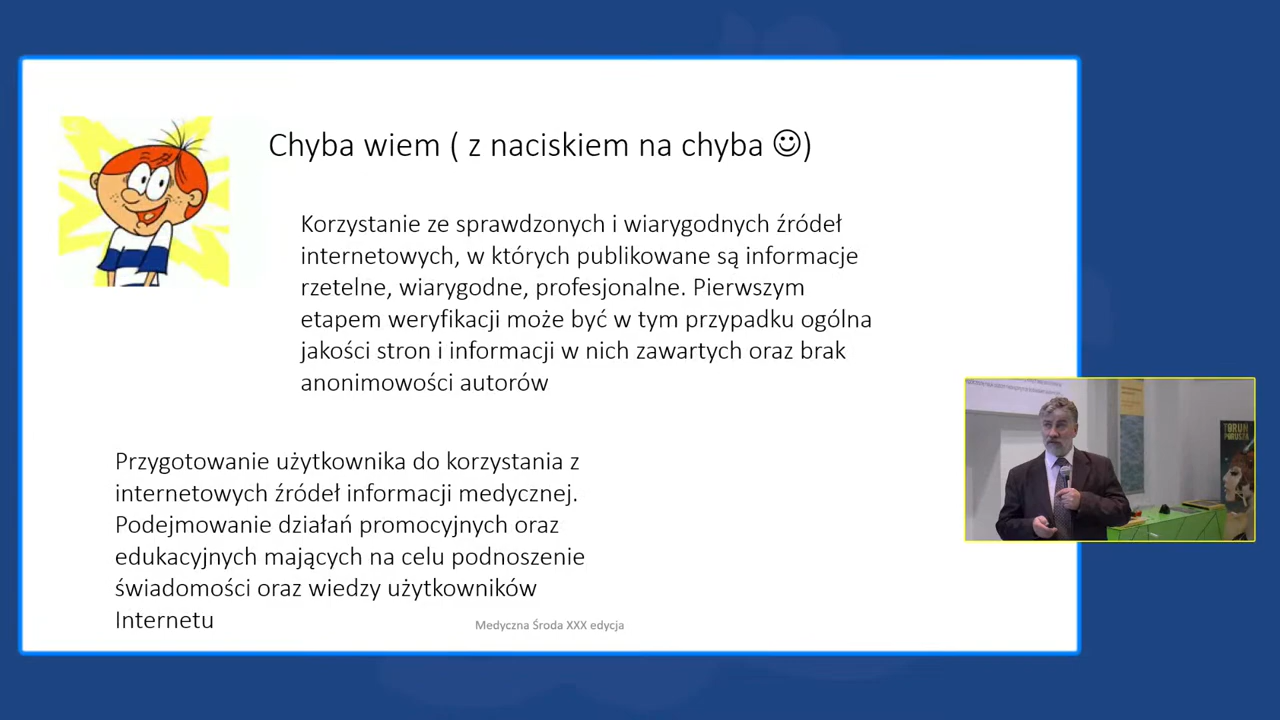 Chyba wiem ( z naciskiem na chyba ☺)
Korzystanie ze sprawdzonych i wiarygodnych źródeł
internetowych, w których publikowane są informacje
rzetelne, wiarygodne, profesjonalne. Pierwszym
etapem weryfikacji może być w tym przypadku ogólna
jakości stron i informacji w nich zawartych oraz brak
anonimowości autorów
Przygotowanie użytkownika do korzystania z
internetowych źródeł informacji medycznej.
Podejmowanie działań promocyjnych oraz
edukacyjnych mających na celu podnoszenie
świadomości oraz wiedzy użytkowników
Internetu
Medyczna Środa XXX edycja
TORUŃ
PORUSZA